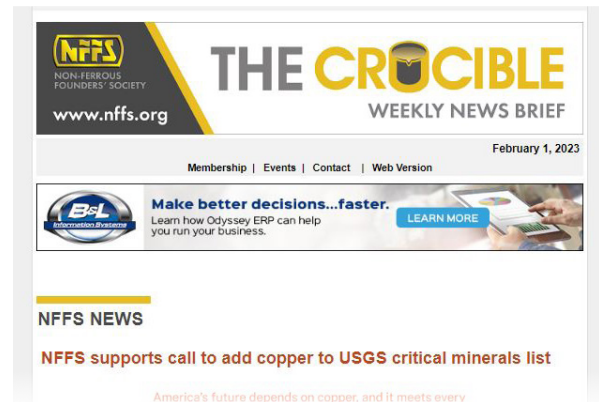 NFFS
NON-FERROUS
FOUNDERS' SOCIETY
www.nffs.org
THE CRUCIBLE
WEEKLY NEWS BRIEF
February 1, 2023
Membership | Events | Contact | Web Version
B&L
Information Systems
Make better decisions...faster.
Learn how Odyssey ERP can help
you run your business.
LEARN MORE
NFFS NEWS
NFFS supports call to add copper to USGS critical minerals list
America's future depends on copper, and it meets every